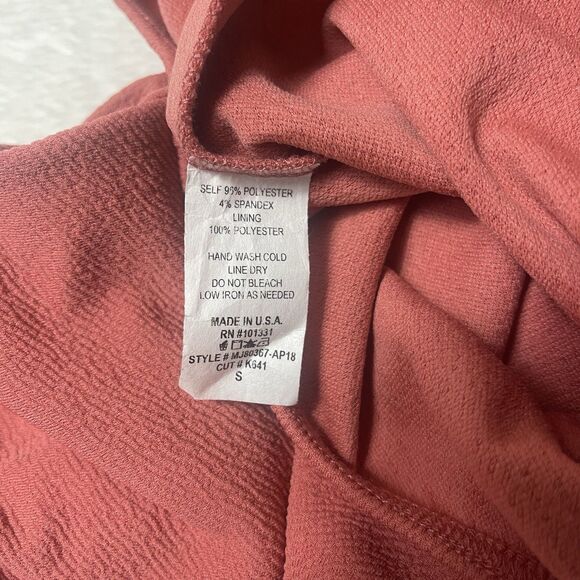 SELF 96% POLYESTER
4% SPANDEX
LINING
100% POLYESTER
HAND WASH COLD
LINE DRY
DO NOT BLEACH
LOW IRON AS NEEDED
MADE IN U.S.A.
RN #101331
STYLE # MJ80367-AP18
CUT # K641
S